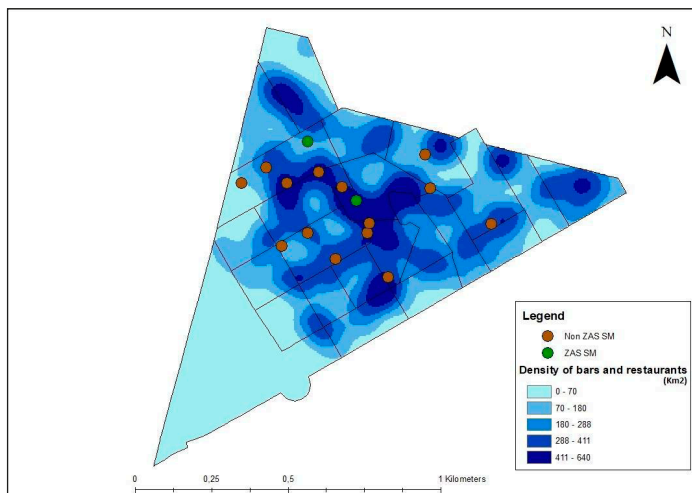 N
Legend
Non ZAS SM
ZAS SM
Density of bars and restaurants
(Km2)
0 - 70
70 - 180
180 - 288
288 - 411
411 - 640
0 0,25 0,5 1 Kilometers